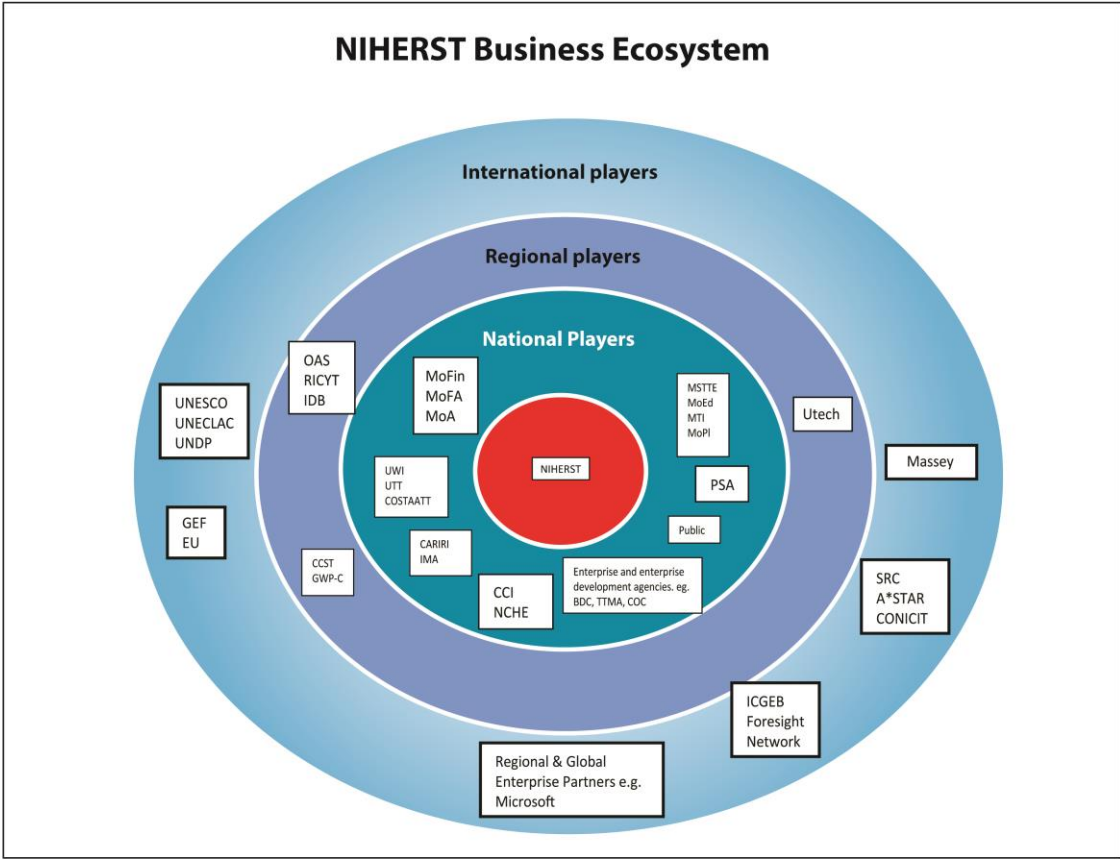 NIHERST Business Ecosystem
International players
Regional players
National Players
OAS
RICYT
IDB
MoFin
MoFA
MoA
MSTTE
MoEd
MTI
MoPl
UNESCO
UNECLAC
UNDP
Utech
Massey
NIHERST
UWI
UTT
COSTAATT
PSA
GEF
EU
Public
CARIRI
IMA
CCST
GWP-C
Enterprise and enterprise
development agencies. eg.
BDC, TTMA, COC
CCI
NCHE
SRC
A*STAR
CONICIT
ICGEB
Foresight
Network
Regional & Global
Enterprise Partners e.g.
Microsoft